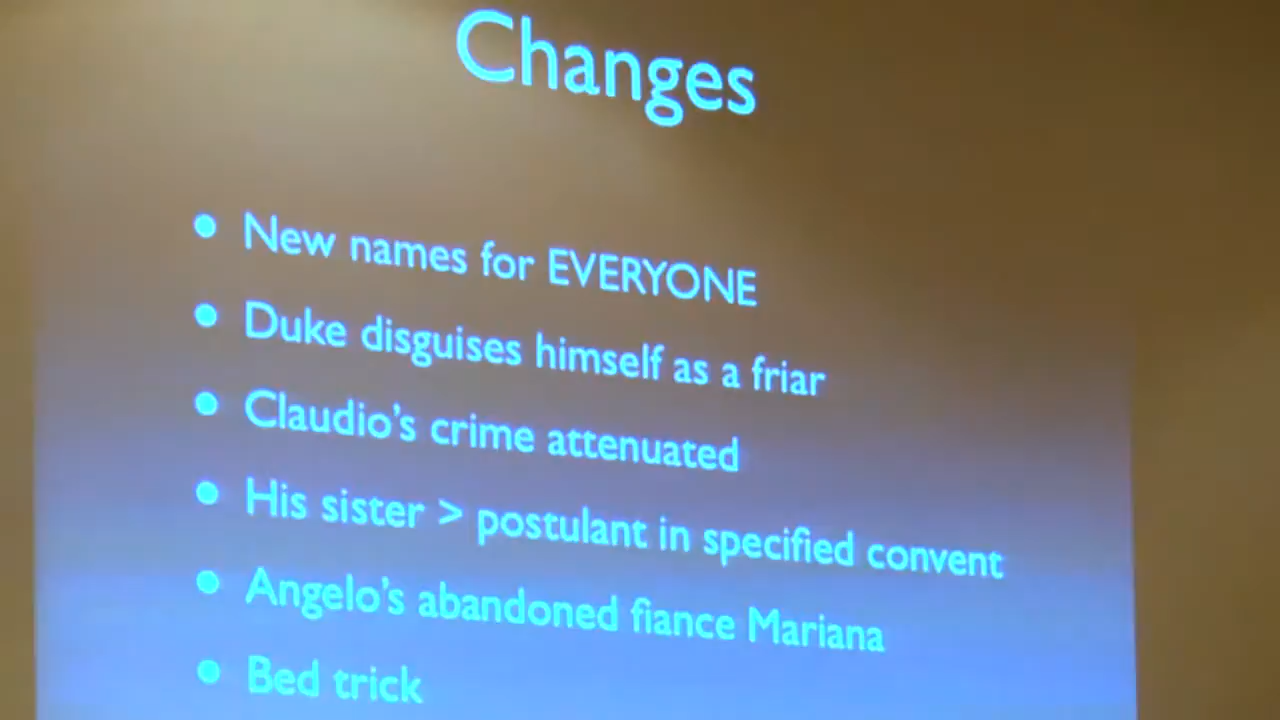 Changes
• New names for EVERYONE
• Duke disguises himself as a friar
• Claudio's crime attenuated
• His sister > postulant in specified convent
• Angelo's abandoned fiance Mariana
• Bed trick